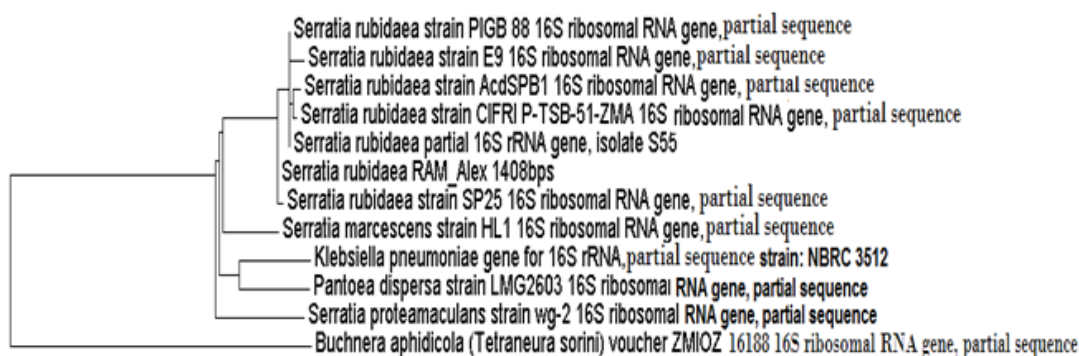 Serratia rubidaea strain PIGB 88 16S ribosomal RNA gene,partial sequence
Serratia rubidaea strain E9 16S ribosomal RNA gene,partial sequence
Serratia rubidaea strain AcdSPB1 16S ribosomal RNA gene, partial sequence
Serratia rubidaea strain CIFRI P-TSB-51-ZMA 16S ribosomal RNA gene, partial sequence
Serratia rubidaea partial 16S rRNA gene, isolate S55
Serratia rubidaea RAM_Alex 1408bps
Serratia rubidaea strain SP25 16S ribosomal RNA gene, partial sequence
Serratia marcescens strain HL1 16S ribosomal RNA gene,partial sequence
Klebsiella pneumoniae gene for 16S rRNA,partial sequence strain: NBRC 3512
Pantoea dispersa strain LMG2603 16S ribosomal RNA gene, partial sequence
Serratia proteamaculans strain wg-2 16S ribosomal RNA gene, partial sequence
Buchnera aphidicola (Tetraneura sorini) voucher ZMIOZ 16188 16S ribosomal RNA gene, partial sequence